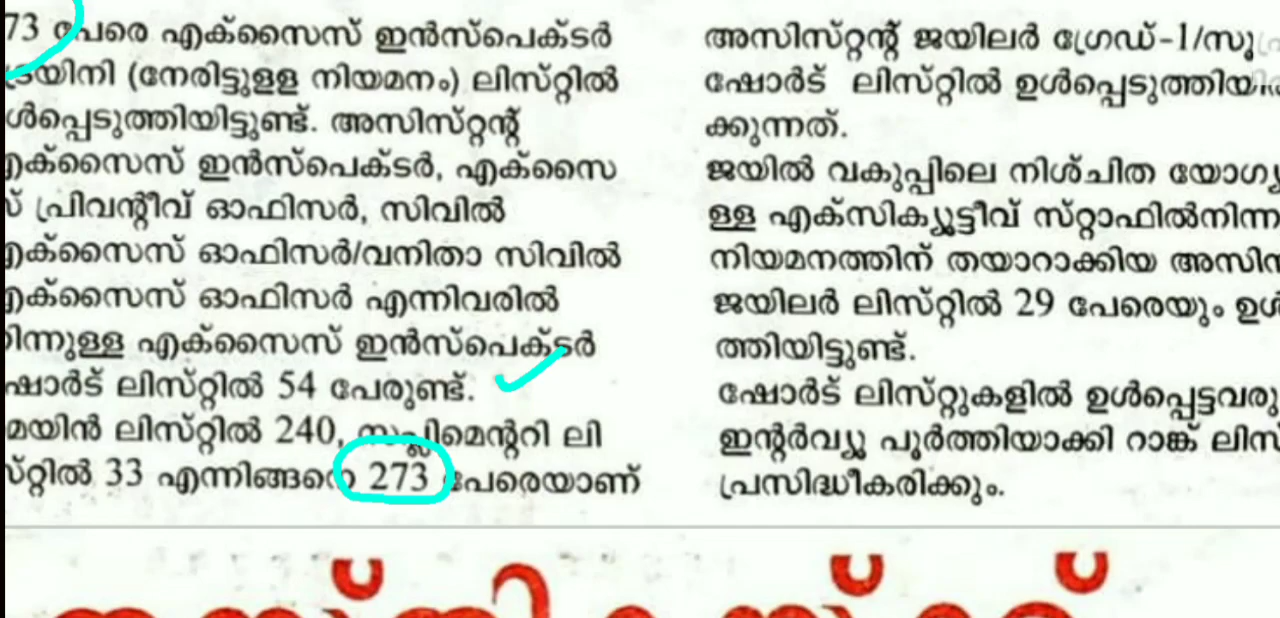 73 പേരെ എക്സൈസ് ഇൻസ്പെക്ടർ
ട്രെയിനി (നേരിട്ടുള്ള നിയമനം) ലിസ്റ്റിൽ
ൾപ്പെടുത്തിയിട്ടുണ്ട്. അസിസ്റ്റന്റ്
എക്സൈസ് ഇൻസ്പെക്ടർ, എക്സൈ
സ് പ്രിവന്റീവ് ഓഫിസർ, സിവിൽ
എക്സൈസ് ഓഫിസർ/വനിതാ സിവിൽ
എക്സൈസ് ഓഫിസർ എന്നിവരിൽ
നിന്നുള്ള എക്സൈസ് ഇൻസ്പെക്ടർ
ഷോർട് ലിസ്റ്റിൽ 54 പേരുണ്ട്.
മെയിൻ ലിസ്റ്റിൽ 240, സപ്ലിമെന്ററി ലി
സ്റ്റിൽ 33 എന്നിങ്ങനെ 273 പേരെയാണ്
അസിസ്റ്റന്റ് ജയിലർ ഗ്രേഡ്-1/സൂ
ഷോർട് ലിസ്റ്റിൽ ഉൾപ്പെടുത്തിയി
ക്കുന്നത്.
ജയിൽ വകുപ്പിലെ നിശ്ചിത യോഗ്യ
ള്ള എക്സിക്യൂട്ടീവ് സ്റ്റാഫിൽനിന്ന
നിയമനത്തിന് തയാറാക്കിയ അസി
ജയിലർ ലിസ്റ്റിൽ 29 പേരെയും ഉൾ
ത്തിയിട്ടുണ്ട്.
ഷോർട് ലിസ്റ്റുകളിൽ ഉൾപ്പെട്ടവരു
ഇന്റർവ്യൂ പൂർത്തിയാക്കി റാങ്ക് ലിസ്
പ്രസിദ്ധീകരിക്കും.